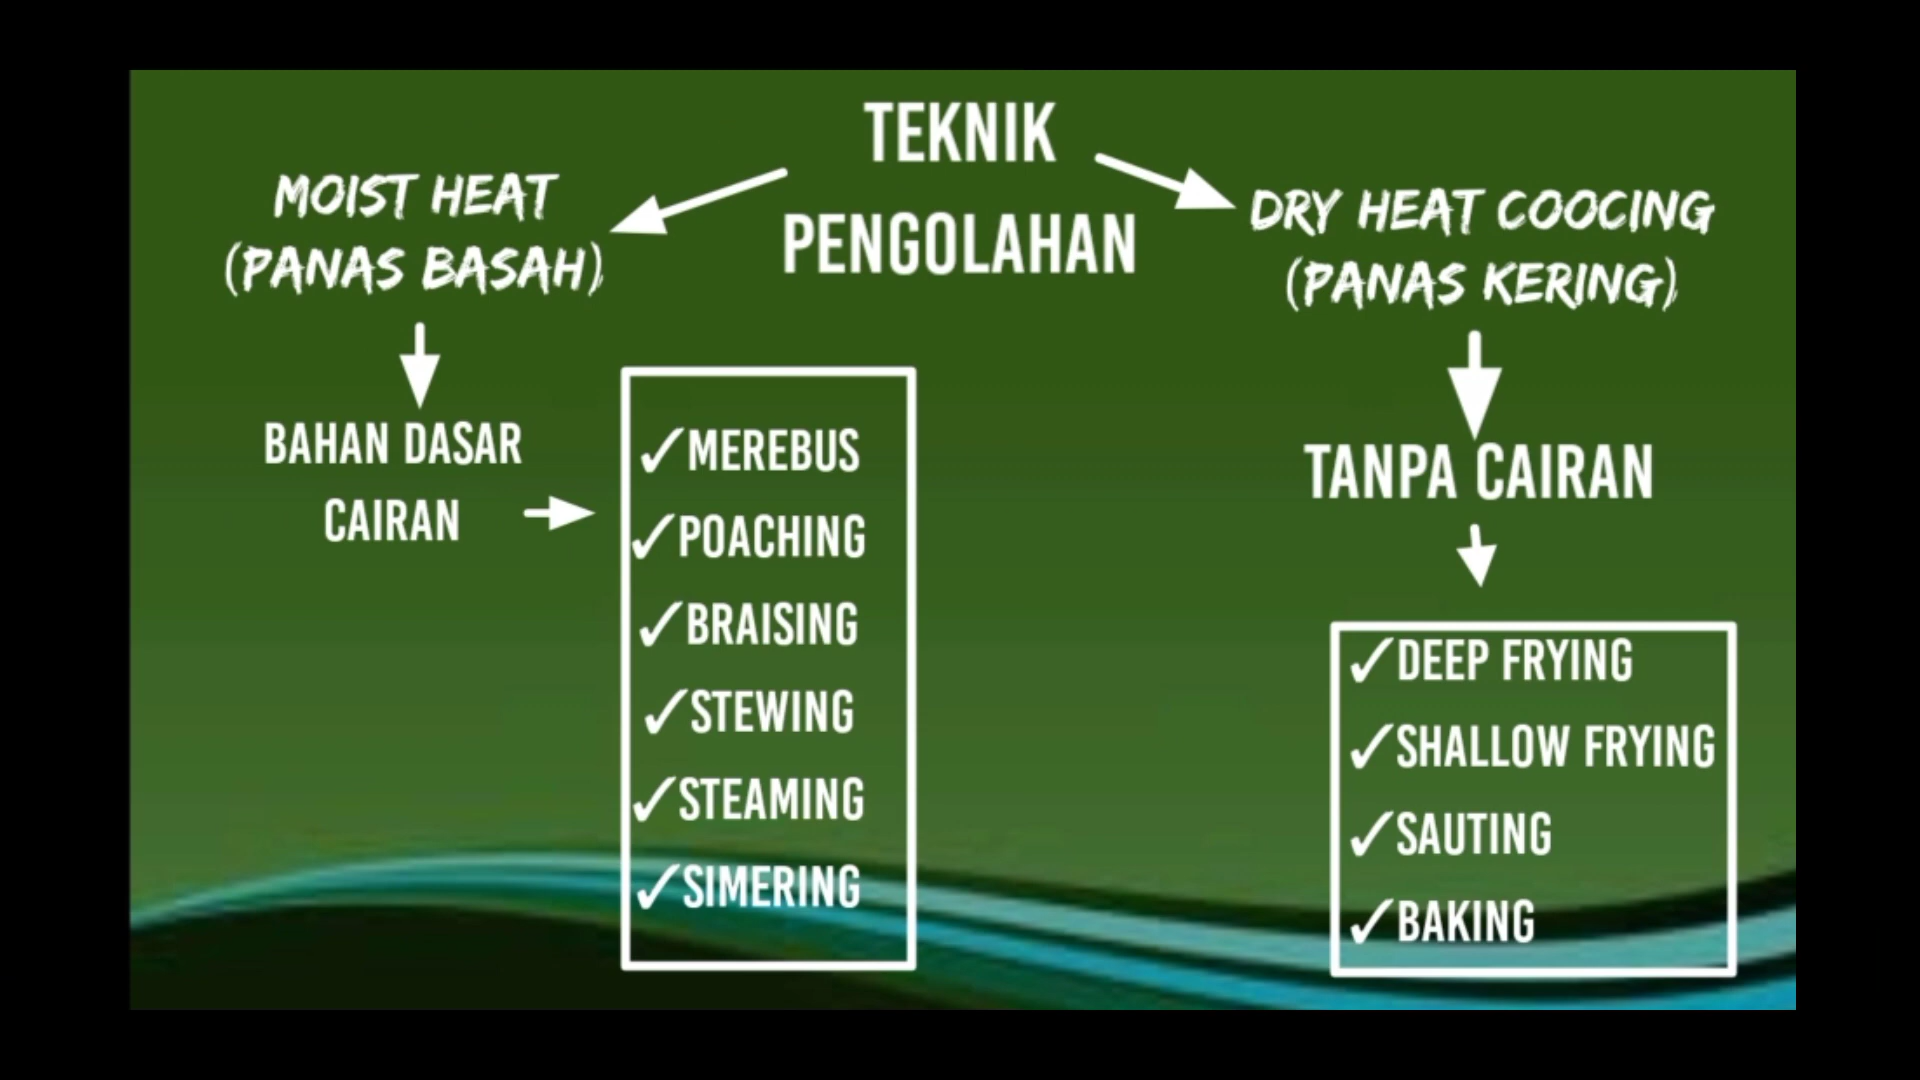 TEKNIK
PENGOLAHAN
MOIST HEAT
(PANAS BASAH)
BAHAN DASAR
CAIRAN
✓MEREBUS
✓POACHING
✓BRAISING
✓STEWING
✓STEAMING
✓SIMERING
DRY HEAT COOCING
(PANAS KERING)
TANPA CAIRAN
✓DEEP FRYING
✓SHALLOW FRYING
✓SAUTING
✓BAKING